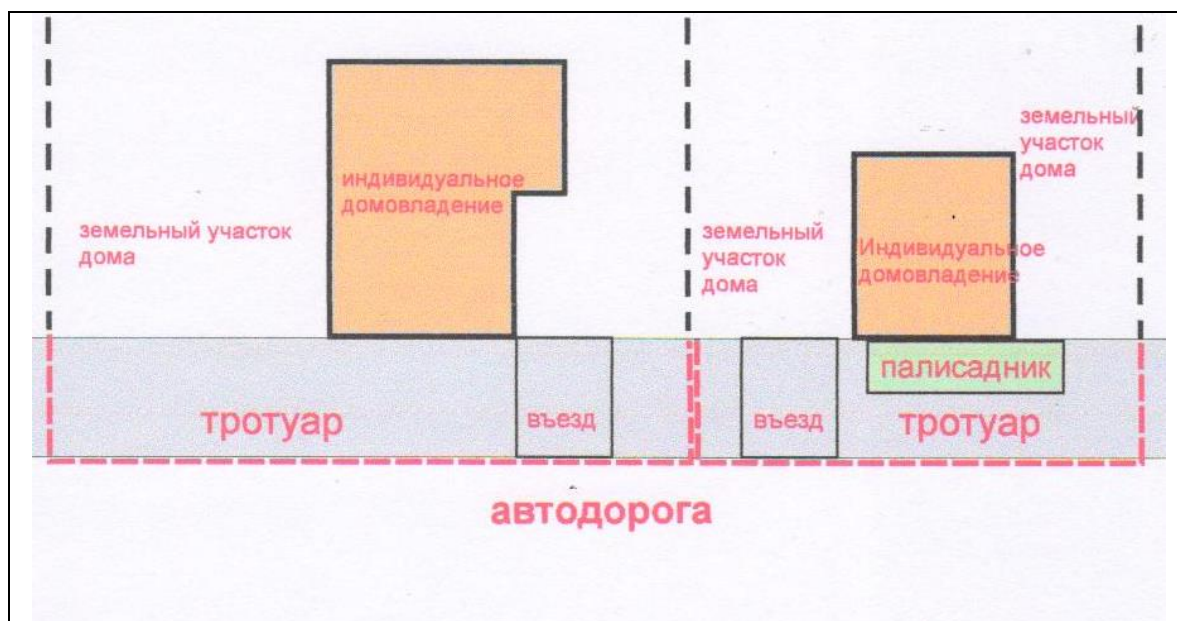 земельный
участок
дома
индивидуальное
домовладение
земельный участок
дома
земельный
участок
дома
Индивидуальное
домовладение
палисадник
тротуар
въезд
въезд
тротуар
автодорога